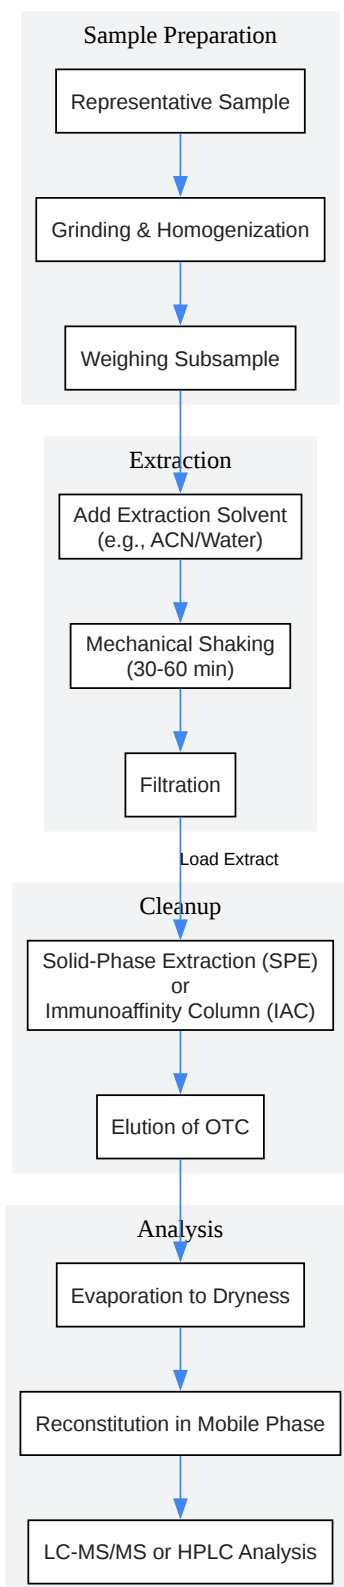 Sample Preparation
Representative Sample
Grinding & Homogenization
Weighing Subsample
Extraction
Add Extraction Solvent
(e.g., ACN/Water)
Mechanical Shaking
(30-60 min)
Filtration
Load Extract
Cleanup
Solid-Phase Extraction (SPE)
or
Immunoaffinity Column (IAC)
Elution of OTC
Analysis
Evaporation to Dryness
Reconstitution in Mobile Phase
LC-MS/MS or HPLC Analysis